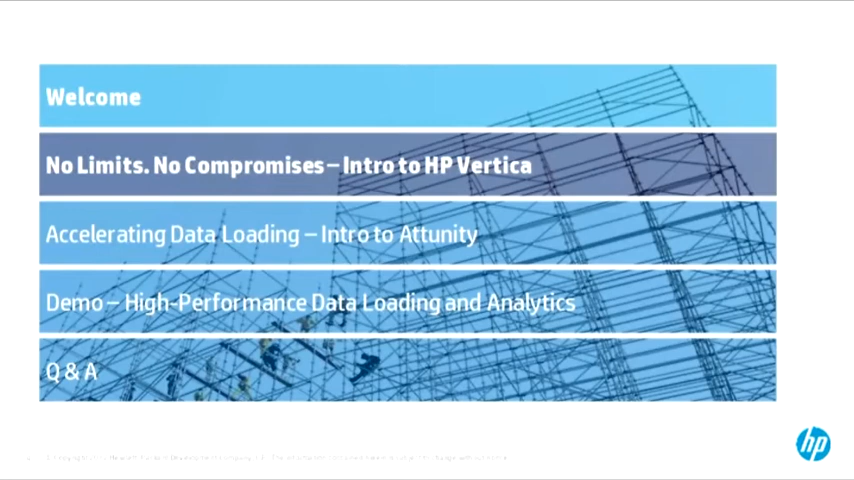 Welcome
No Limits. No Compromises – Intro to HP Vertica
Accelerating Data Loading – Intro to Attunity
Demo – High-Performance Data Loading and Analytics
Q & A
hp